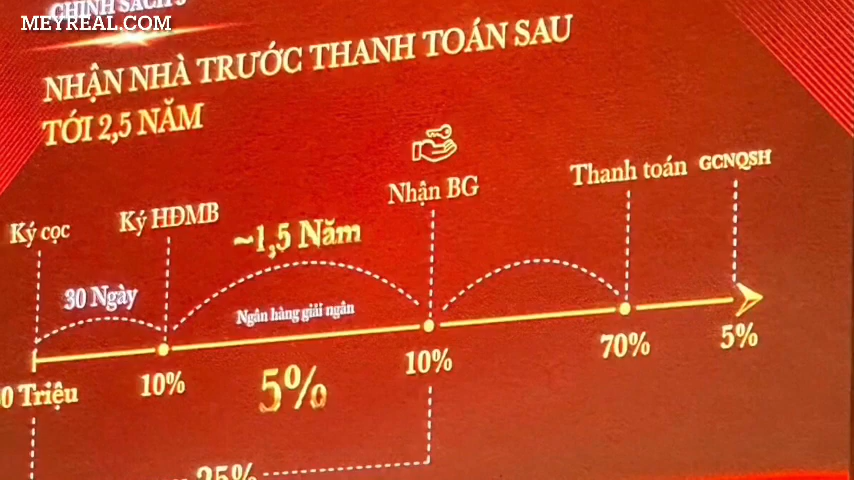 CHÍNH SÁCH 3
MEYREAL.COM
NHẬN NHÀ TRƯỚC THANH TOÁN SAU
TỚI 2,5 NĂM
Ký cọc
Ký HĐMB
~1,5 Năm
Nhận BG
Thanh toán
GCNQSH
30 Ngày
Ngân hàng giải ngân
0 Triệu
10%
5%
10%
70%
5%
25%